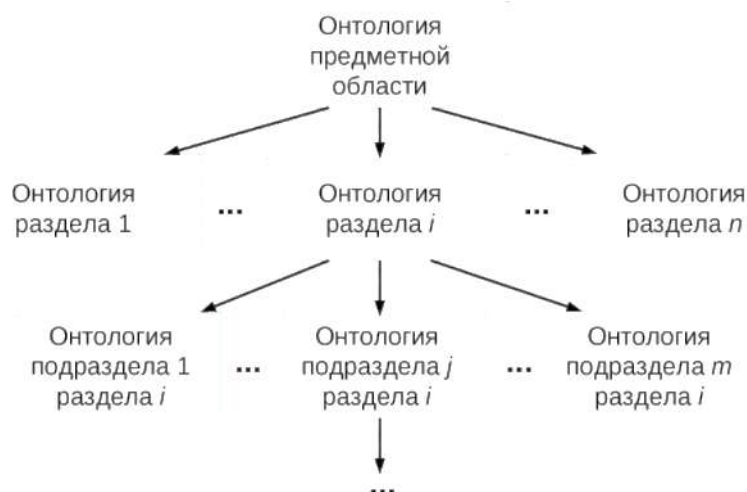 Онтология
предметной
области
Онтология
раздела 1
...
Онтология
раздела i
...
Онтология
раздела n
Онтология
подраздела 1
раздела i
...
Онтология
подраздела j
раздела i
...
Онтология
подраздела m
раздела i
...